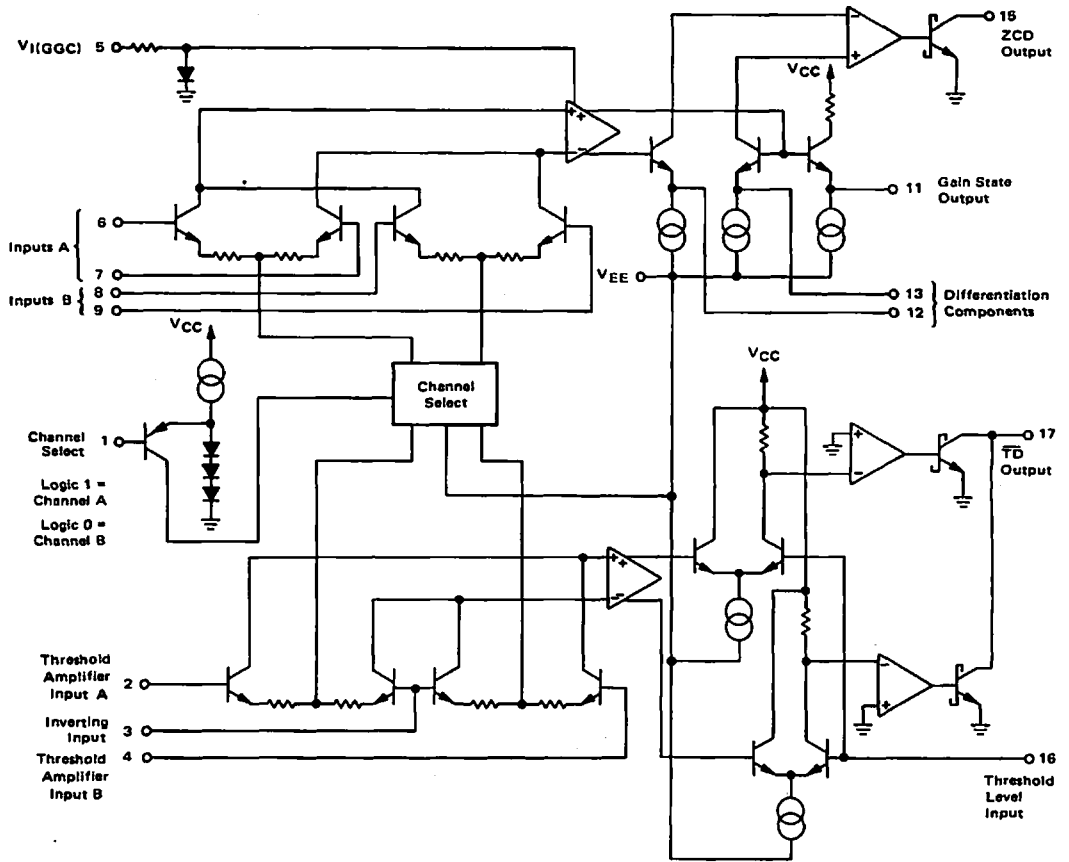 VI(GGC) 5
15
ZCD
Output
VCC
+ +
- -
-
+
11 Gain State
Output
Inputs A
6
7
Inputs B
8
9
VEE
13
12
Differentiation
Components
VCC
Channel
Select
Channel
Select
1
Logic 1 =
Channel A
Logic 0 =
Channel B
VCC
+
-
17
T̅D̅
Output
+ +
- -
Threshold
Amplifier
Input A
2
Inverting
Input
3
Threshold
Amplifier
Input B
4
-
+
16
Threshold
Level
Input